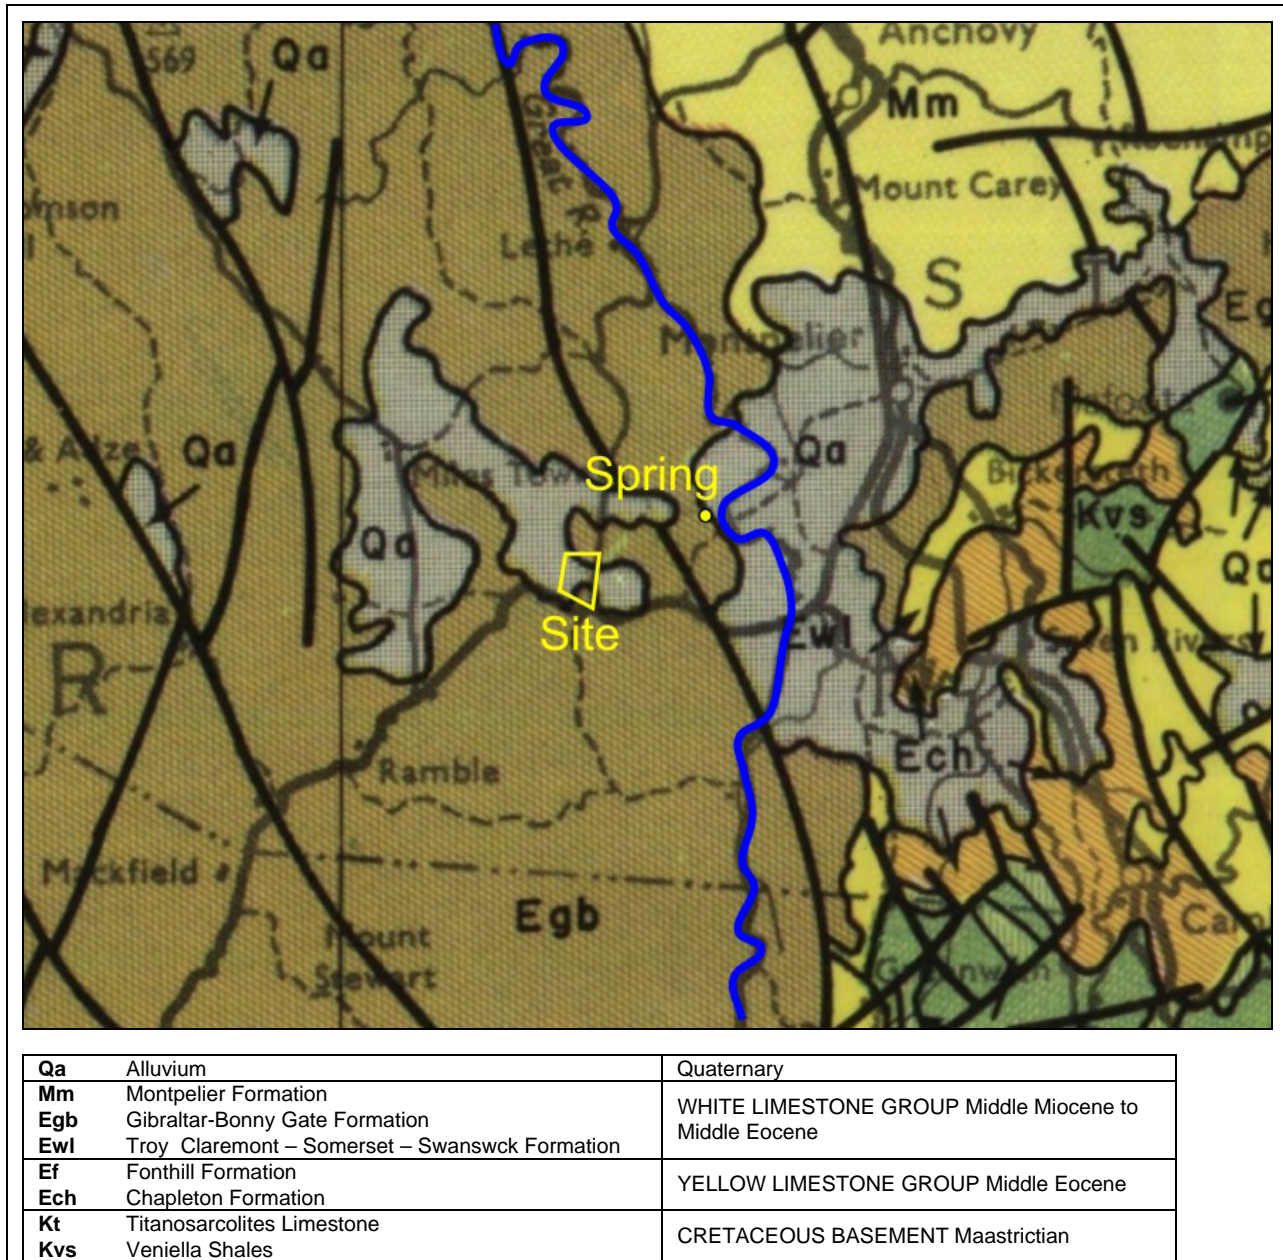 Anchovy
569
Qa
Mm
Great R.
Mount Carey
Lethe
S
Montpelier
Qa
Qa
Spring
Kvs
Qa
Qa
Site
Ewl
R
Ech
Ramble
Mackfield
Egb
Mount
Stewart
Qa Alluvium Quaternary
Mm Montpelier Formation
Egb Gibraltar-Bonny Gate Formation
Ewl Troy Claremont – Somerset – Swanswck Formation
WHITE LIMESTONE GROUP Middle Miocene to
Middle Eocene
Ef Fonthill Formation
Ech Chapleton Formation
YELLOW LIMESTONE GROUP Middle Eocene
Kt Titanosarcolites Limestone
Kvs Veniella Shales
CRETACEOUS BASEMENT Maastrictian